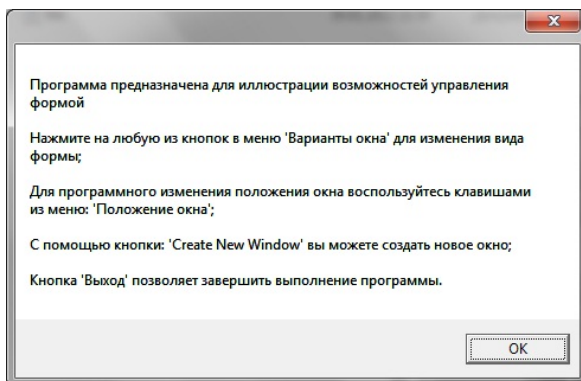 Программа предназначена для иллюстрации возможностей управления
формой
Нажмите на любую из кнопок в меню 'Варианты окна' для изменения вида
формы;
Для программного изменения положения окна воспользуйтесь клавишами
из меню: 'Положение окна';
С помощью кнопки: 'Create New Window' вы можете создать новое окно;
Кнопка 'Выход' позволяет завершить выполнение программы.
OK